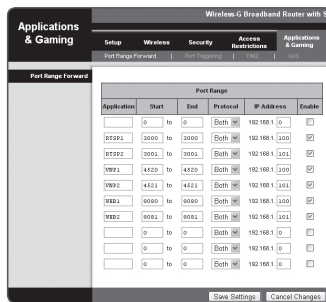 Wireless-G Broadband Router with S
Applications & Gaming
Setup Wireless Security Access Restrictions Applications & Gaming
Port Range Forward | Port Triggering | DMZ | QoS
Port Range Forward
Port Range
Application Start End Protocol IP Address Enable
0 to 0 Both 192.168.1. 0
RTSP1 3000 to 3000 Both 192.168.1. 100
RTSP2 3001 to 3001 Both 192.168.1. 101
VNP1 4520 to 4520 Both 192.168.1. 100
VNP2 4521 to 4521 Both 192.168.1. 101
WEB1 8080 to 8080 Both 192.168.1. 100
WEB2 8081 to 8081 Both 192.168.1. 101
0 to 0 Both 192.168.1. 0
0 to 0 Both 192.168.1. 0
0 to 0 Both 192.168.1. 0
Save Settings Cancel Changes